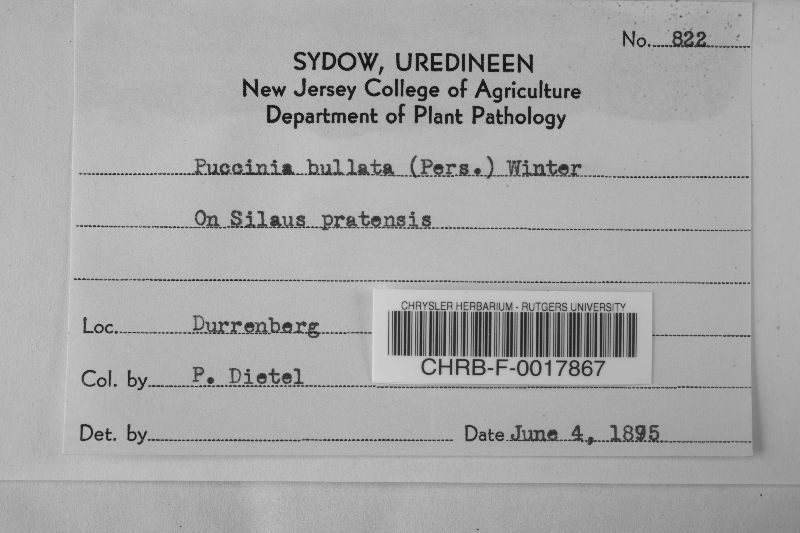 No. 822
SYDOW, UREDINEEN
New Jersey College of Agriculture
Department of Plant Pathology
Puccinia bullata (Pers.) Winter
On Silaus pratensis
Loc. Durrenberg
CHRYSLER HERBARIUM - RUTGERS UNIVERSITY
CHRB-F-0017867
Col. by P. Dietel
Det. by
Date June 4, 1895